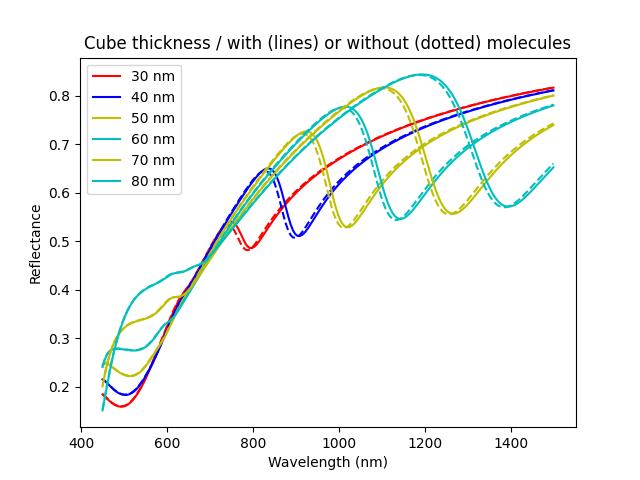 Cube thickness / with (lines) or without (dotted) molecules
30 nm
40 nm
50 nm
60 nm
70 nm
80 nm
0.8
0.7
0.6
0.5
0.4
0.3
0.2
Reflectance
400 600 800 1000 1200 1400
Wavelength (nm)